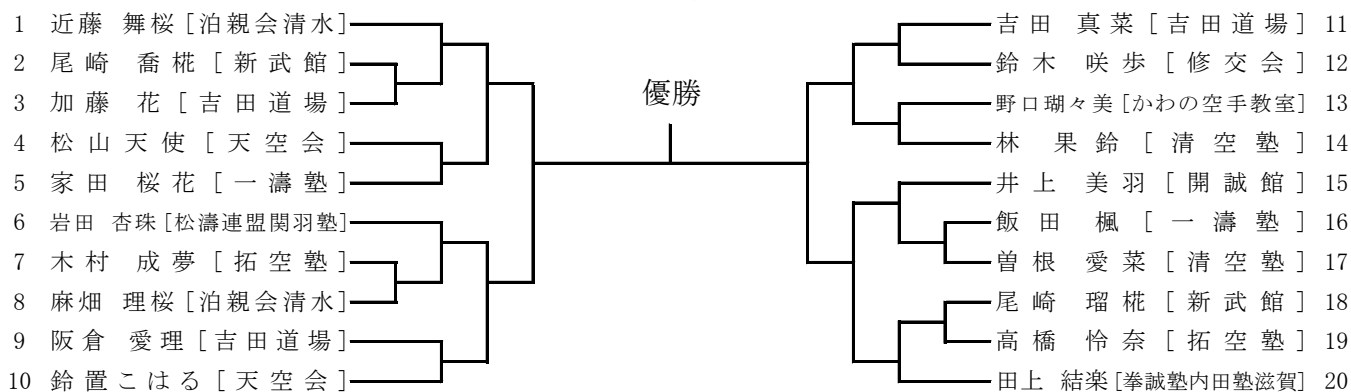 1 近藤 舞桜 [泊親会清水]
2 尾崎 喬椛 [新武館]
3 加藤 花 [吉田道場]
4 松山天使 [天空会]
5 家田 桜花 [一濤塾]
6 岩田 杏珠 [松濤連盟関羽塾]
7 木村 成夢 [拓空塾]
8 麻畑 理桜 [泊親会清水]
9 阪倉 愛理 [吉田道場]
10 鈴置こはる [天空会]
優勝
吉田 真菜 [吉田道場] 11
鈴木 咲歩 [修交会] 12
野口瑚々美 [かわの空手教室] 13
林 果鈴 [清空塾] 14
井上 美羽 [開誠館] 15
飯田 楓 [一濤塾] 16
曽根 愛菜 [清空塾] 17
尾崎 瑠椛 [新武館] 18
高橋 怜奈 [拓空塾] 19
田上 結楽 [拳誠塾内田塾滋賀] 20